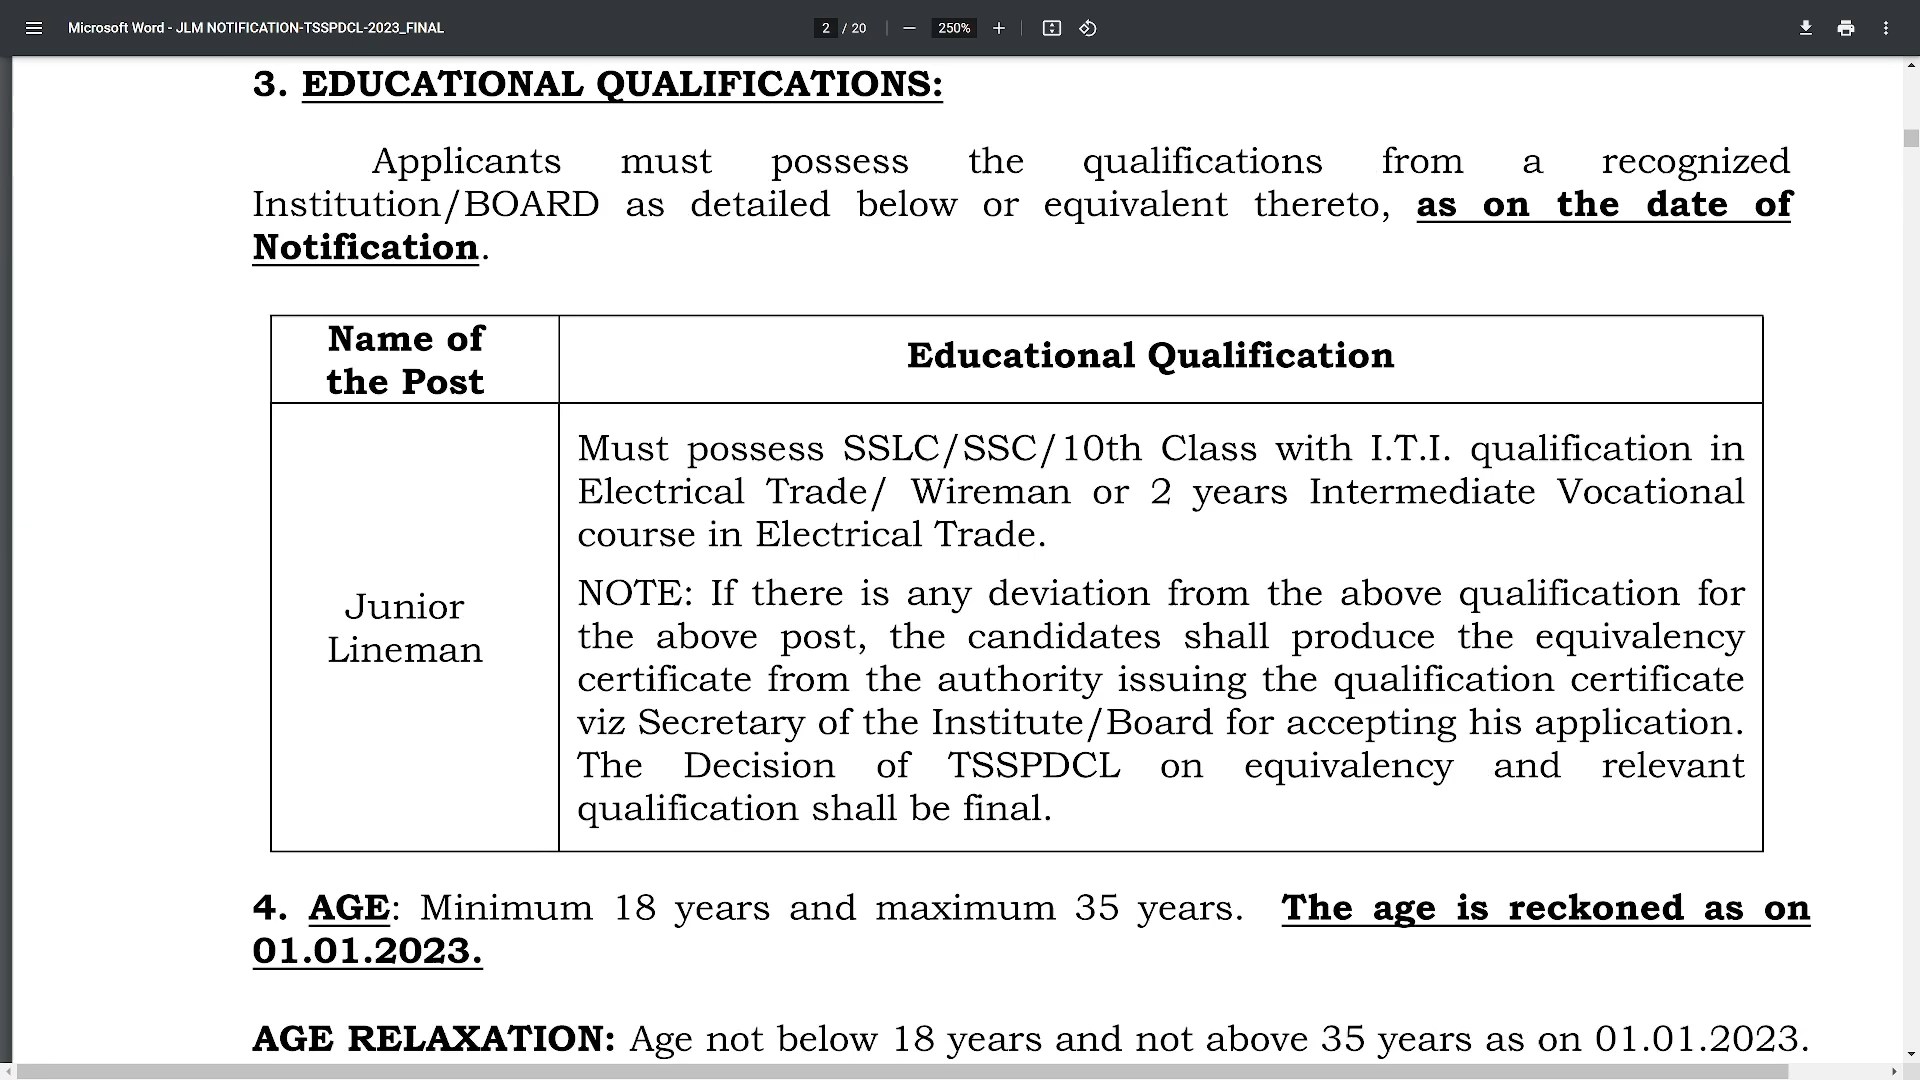 Microsoft Word - JLM NOTIFICATION-TSSPDCL-2023_FINAL
2 / 20
250%
3. EDUCATIONAL QUALIFICATIONS:
Applicants must possess the qualifications from a recognized
Institution/BOARD as detailed below or equivalent thereto, as on the date of
Notification.
Name of
the Post
Educational Qualification
Junior
Lineman
Must possess SSLC/SSC/10th Class with I.T.I. qualification in
Electrical Trade/ Wireman or 2 years Intermediate Vocational
course in Electrical Trade.
NOTE: If there is any deviation from the above qualification for
the above post, the candidates shall produce the equivalency
certificate from the authority issuing the qualification certificate
viz Secretary of the Institute/Board for accepting his application.
The Decision of TSSPDCL on equivalency and relevant
qualification shall be final.
4. AGE: Minimum 18 years and maximum 35 years. The age is reckoned as on
01.01.2023.
AGE RELAXATION: Age not below 18 years and not above 35 years as on 01.01.2023.